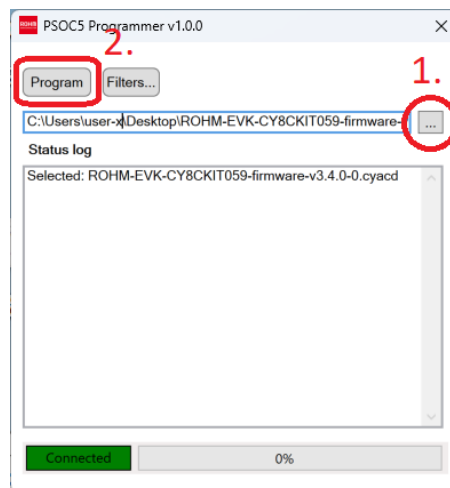 ROHM PSOC5 Programmer v1.0.0
2.
Program Filters...
1.
C:\Users\user-x\Desktop\ROHM-EVK-CY8CKIT059-firmware- ...
Status log
Selected: ROHM-EVK-CY8CKIT059-firmware-v3.4.0-0.cyacd
Connected 0%